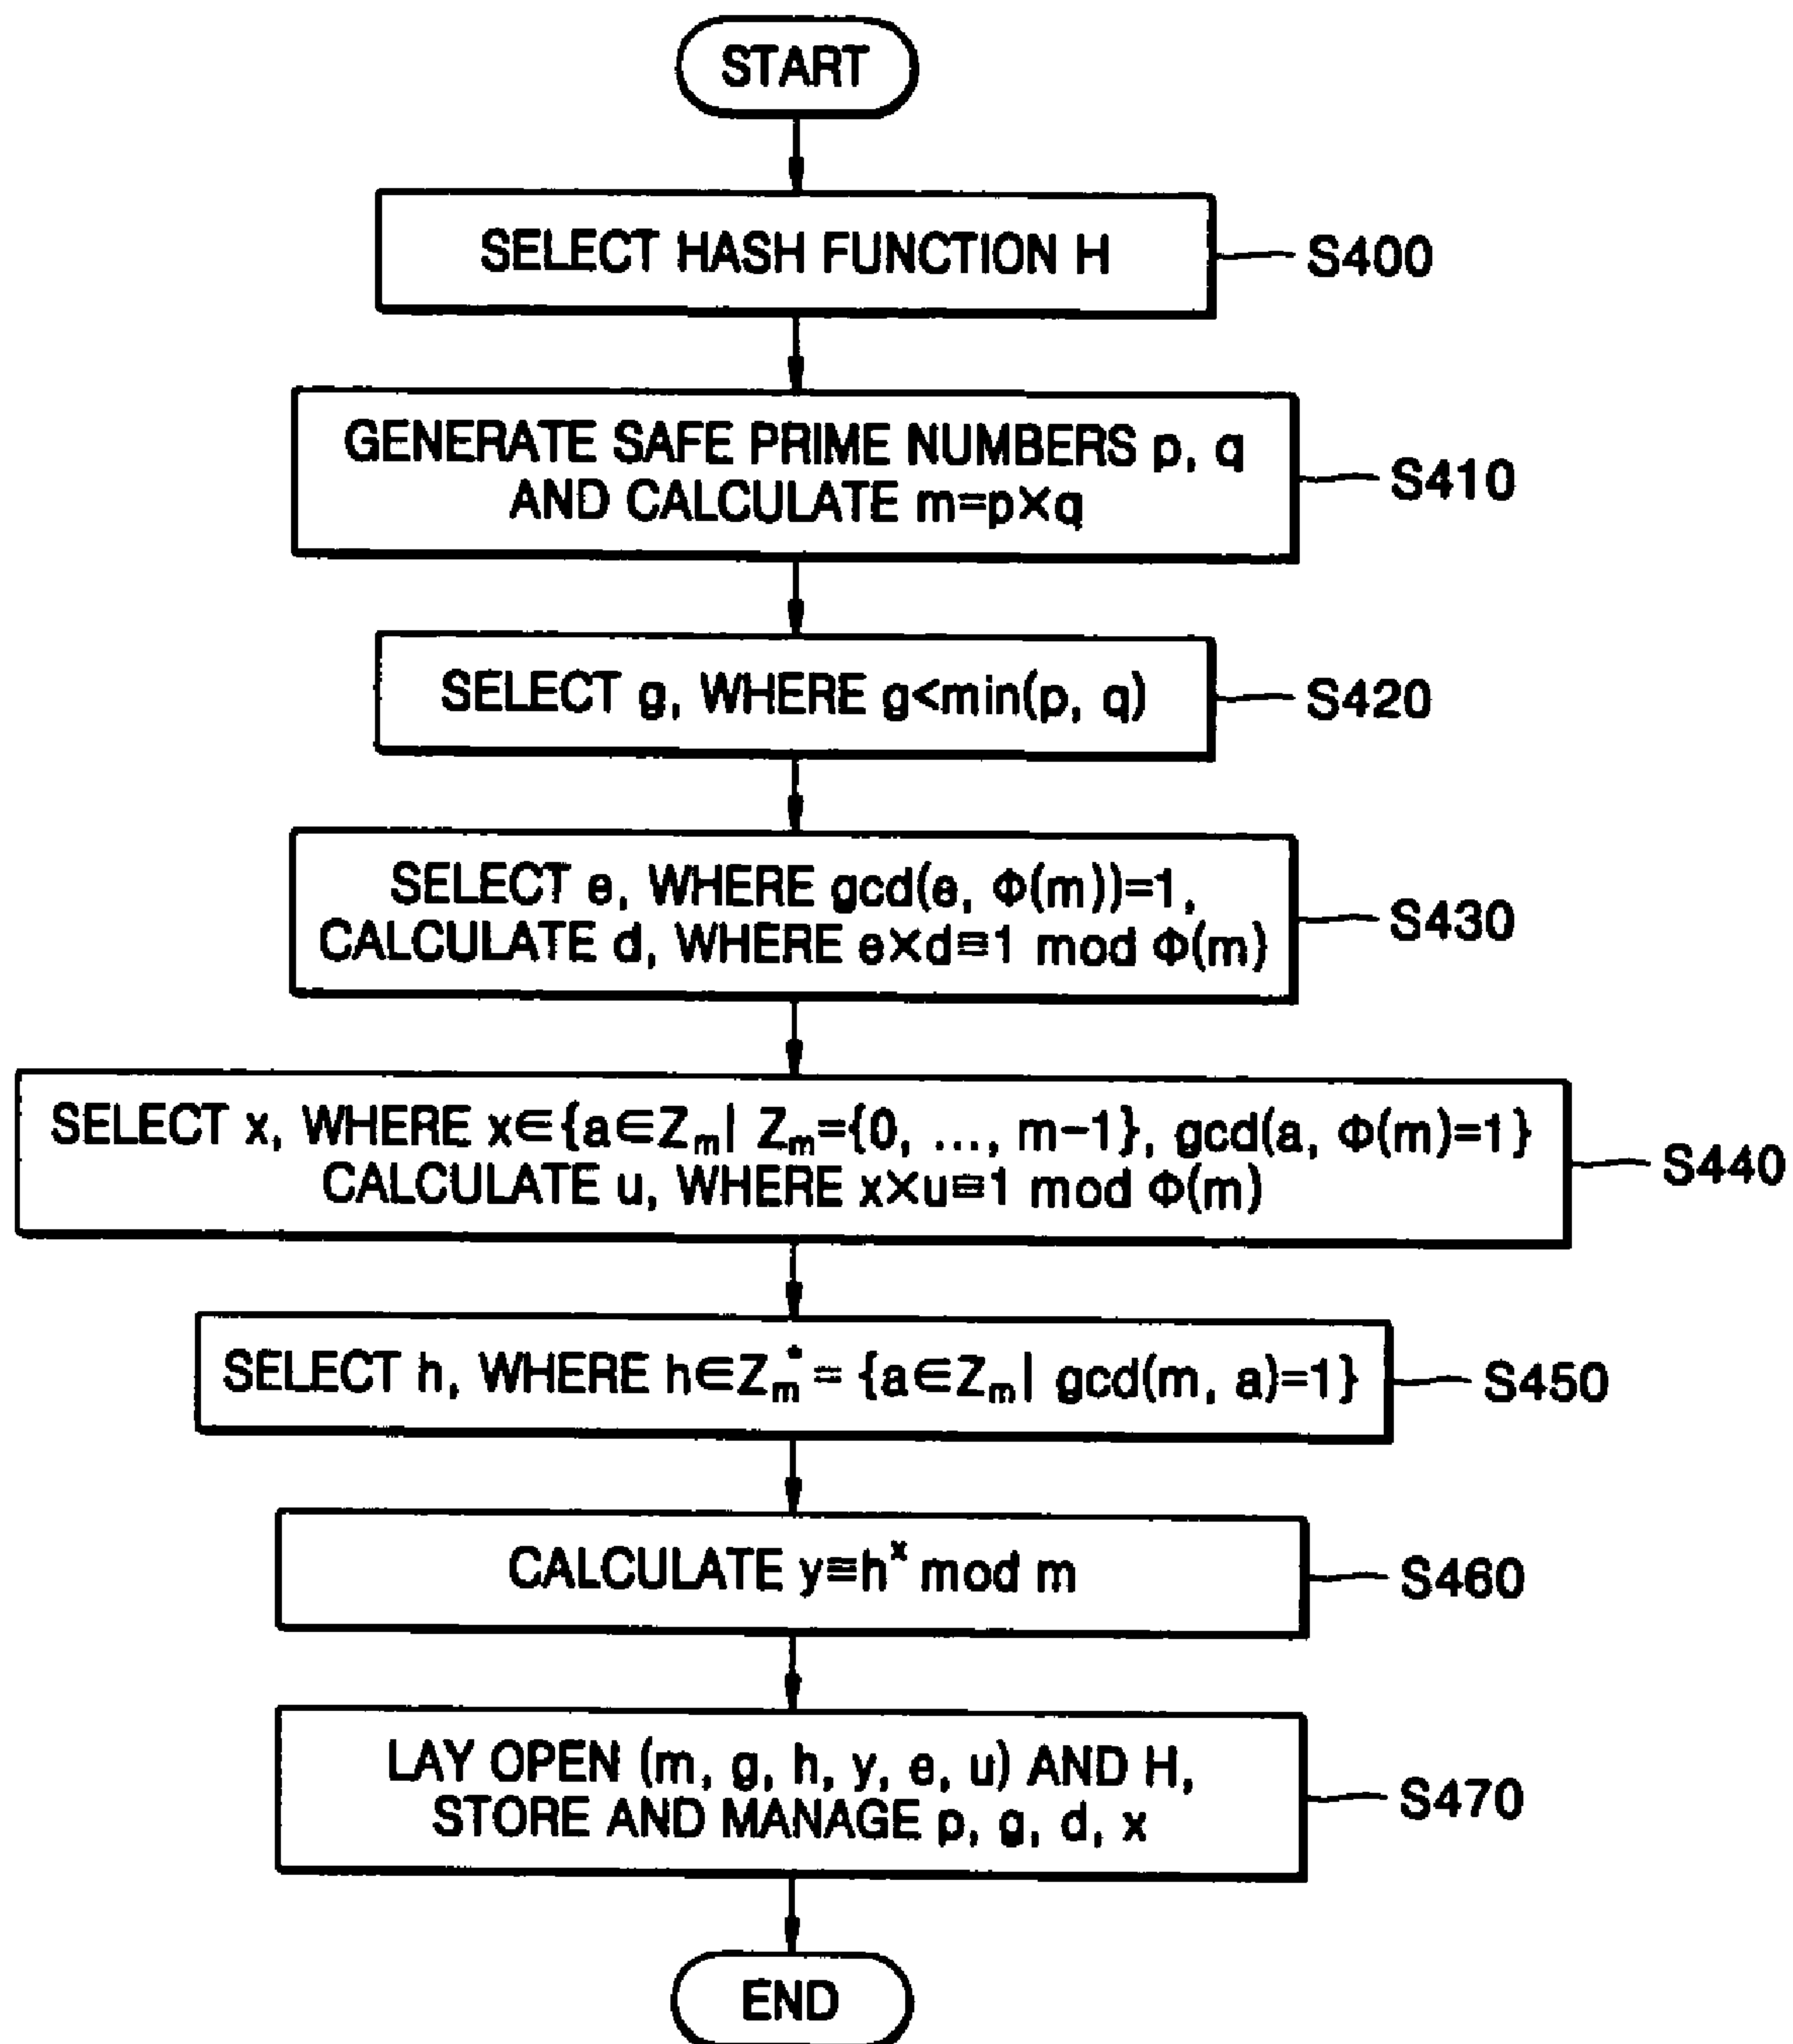 START
SELECT HASH FUNCTION H
S400
GENERATE SAFE PRIME NUMBERS p, q
AND CALCULATE m=p×q
S410
SELECT g, WHERE g<min(p, q)
S420
SELECT e, WHERE gcd(e, Φ(m))=1,
CALCULATE d, WHERE e×d≡1 mod Φ(m)
S430
SELECT x, WHERE x∈{a∈Zₘ| Zₘ={0, ..., m-1}, gcd(a, Φ(m)=1}
CALCULATE u, WHERE x×u≡1 mod Φ(m)
S440
SELECT h, WHERE h∈Zₘ* = {a∈Zₘ| gcd(m, a)=1}
S450
CALCULATE y≡hˣ mod m
S460
LAY OPEN (m, g, h, y, e, u) AND H,
STORE AND MANAGE p, g, d, x
S470
END